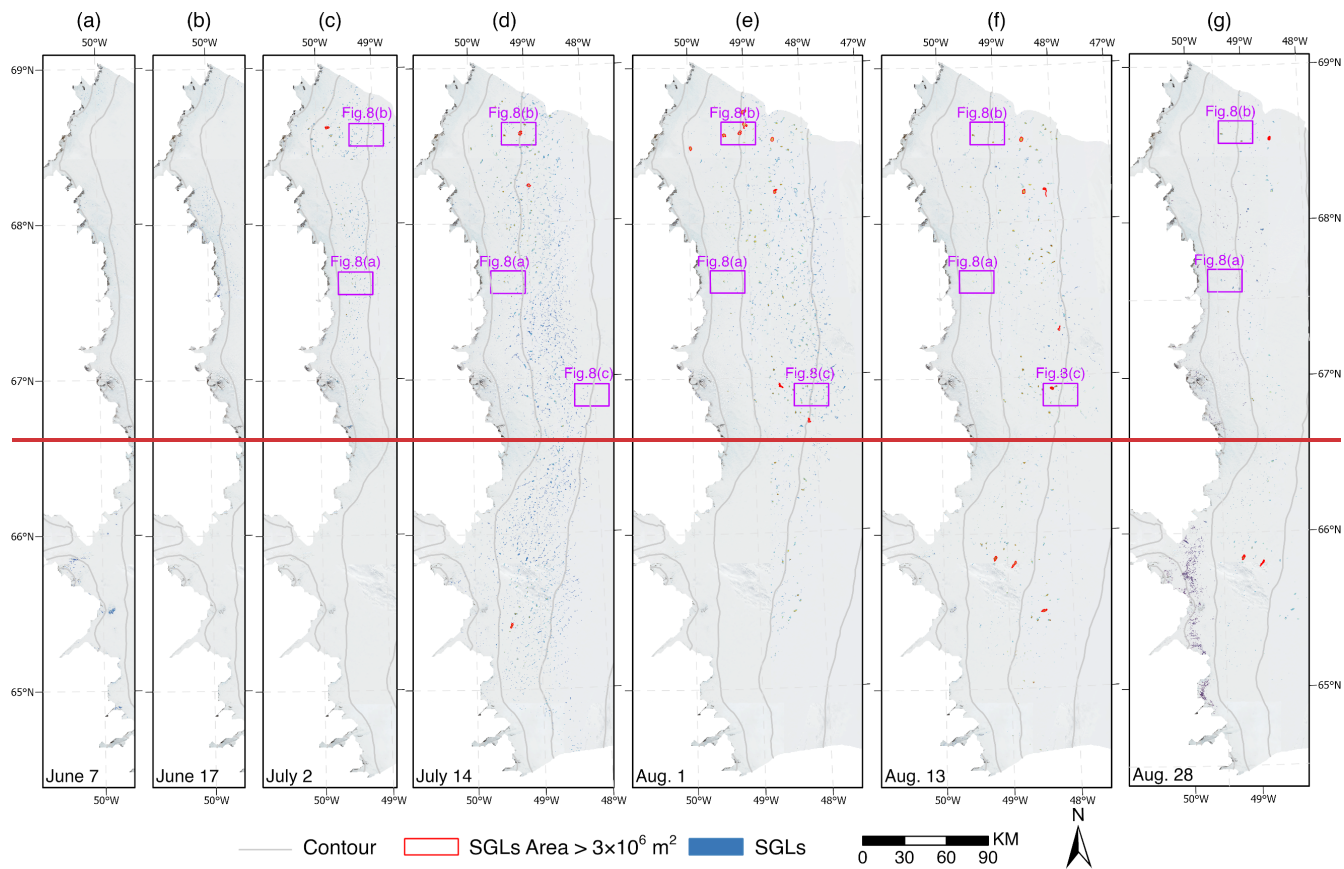 (a) (b) (c) (d) (e) (f) (g)
50°W 50°W 50°W 49°W 50°W 49°W 48°W 50°W 49°W 48°W 47°W 50°W 49°W 48°W 47°W 50°W 49°W 48°W
69°N 69°N
Fig.8(b) Fig.8(b) Fig.8(b) Fig.8(b) Fig.8(b)
68°N 68°N
Fig.8(a) Fig.8(a) Fig.8(a) Fig.8(a) Fig.8(a)
67°N 67°N
Fig.8(c) Fig.8(c) Fig.8(c)
66°N 66°N
65°N 65°N
June 7 June 17 July 2 July 14 Aug. 1 Aug. 13 Aug. 28
50°W 50°W 50°W 49°W 50°W 49°W 48°W 50°W 49°W 48°W 50°W 49°W 48°W 50°W 49°W
Contour SGLs Area > 3×10⁶ m² SGLs KM N
0 30 60 90